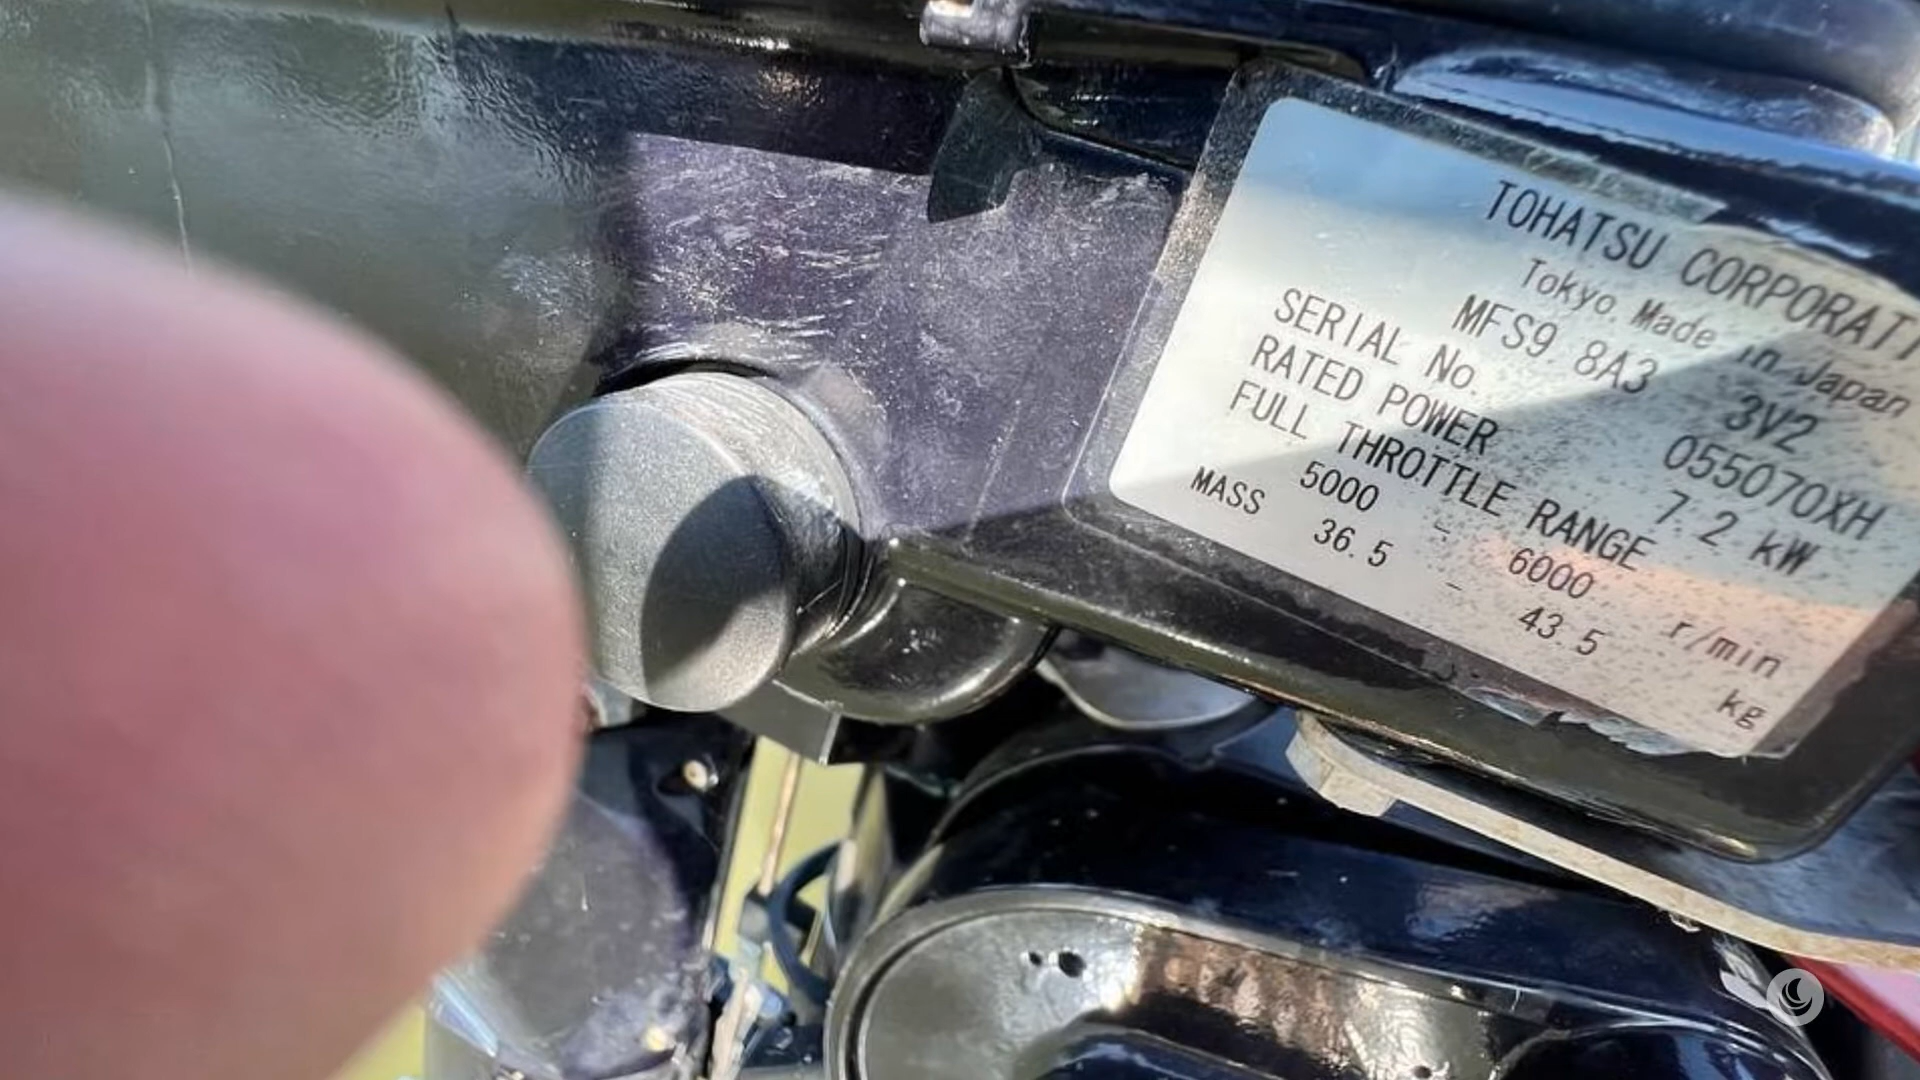 TOHATSU CORPORATI
Tokyo. Made in Japan
MFS9. 8A3 3V2
SERIAL No. 055070XH
RATED POWER 7. 2 kW
FULL THROTTLE RANGE
5000 - 6000 r/min
MASS 36. 5 - 43. 5 kg